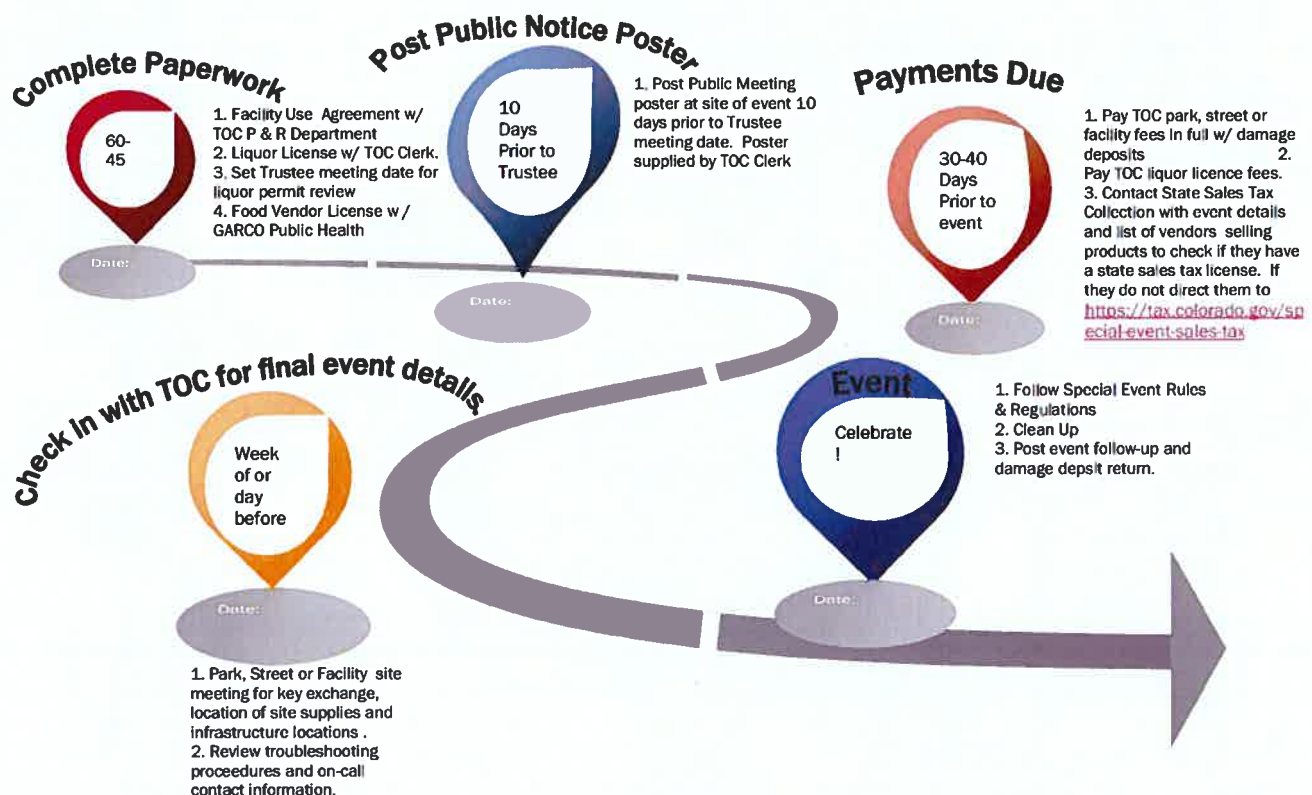 Complete Paperwork
60-
45
1. Facility Use Agreement w/
TOC P & R Department
2. Liquor License w/ TOC Clerk.
3. Set Trustee meeting date for
liquor permit review
4. Food Vendor License w/
GARCO Public Health
Date:
Post Public Notice Poster
10
Days
Prior to
Trustee
1. Post Public Meeting
poster at site of event 10
days prior to Trustee
meeting date. Poster
supplied by TOC Clerk
Date:
Payments Due
30-40
Days
Prior to
event
1. Pay TOC park, street or
facility fees in full w/ damage
deposits 2.
Pay TOC liquor licence fees.
3. Contact State Sales Tax
Collection with event details
and list of vendors selling
products to check if they have
a state sales tax license. If
they do not direct them to
https://tax.colorado.gov/sp
ecial-event-sales-tax
Date:
Check in with TOC for final event details
Week
of or
day
before
Date:
1. Park, Street or Facility site
meeting for key exchange,
location of site supplies and
infrastructure locations .
2. Review troubleshooting
proceedures and on-call
contact information.
Event
Celebrate
!
1. Follow Special Event Rules
& Regulations
2. Clean Up
3. Post event follow-up and
damage depsit return.
Date: